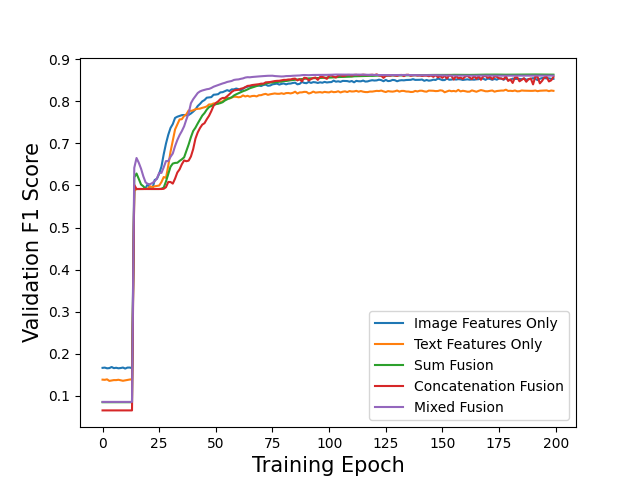 0.9
0.8
0.7
0.6
0.5
0.4
0.3
0.2
0.1
Validation F1 Score
0
25
50
75
100
125
150
175
200
Training Epoch
Image Features Only
Text Features Only
Sum Fusion
Concatenation Fusion
Mixed Fusion